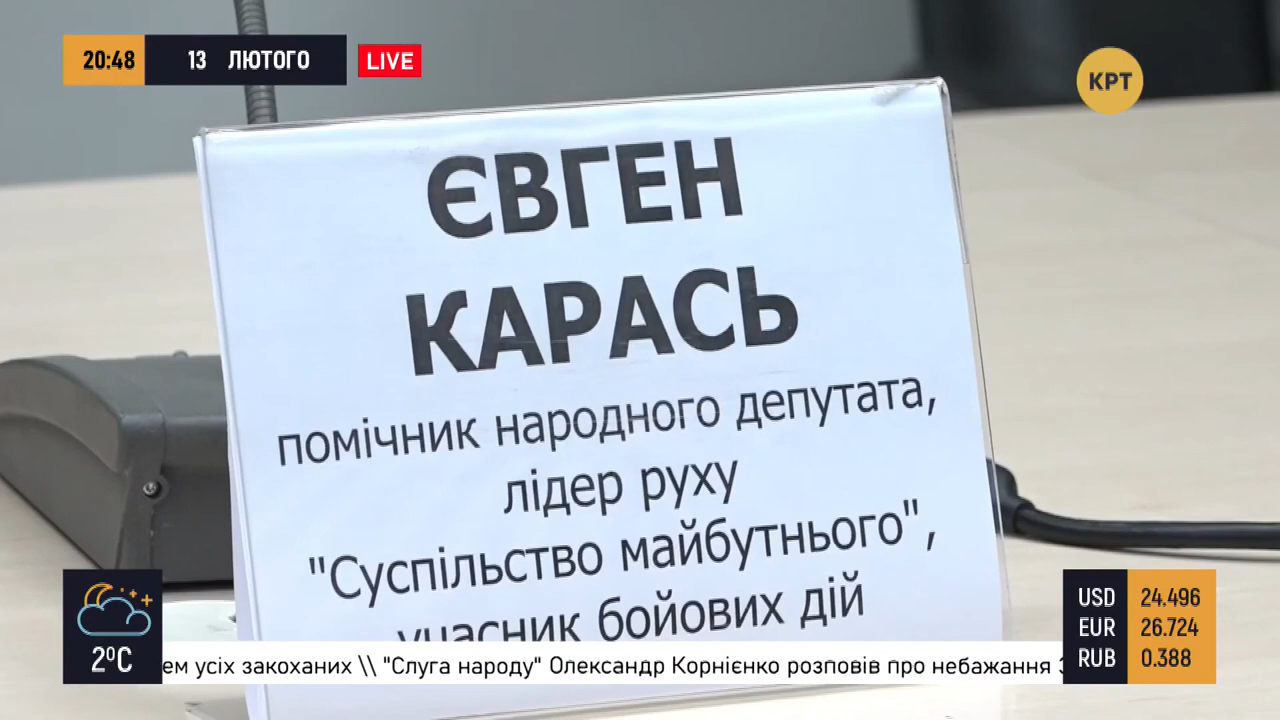 20:48 13 ЛЮТОГО LIVE
КРТ
ЄВГЕН
КАРАСЬ
помічник народного депутата,
лідер руху
"Суспільство майбутнього",
учасник бойових дій
2⁰C
USD 24.496
EUR 26.724
RUB 0.388
усіх закоханих \\ "Слуга народу" Олександр Корнієнко розповів про небажання